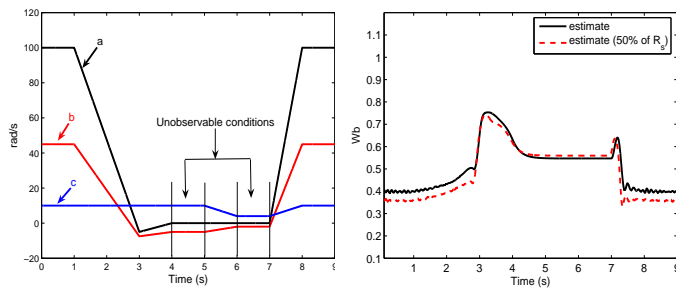 120
100
80
60
40
20
0
−20
rad/s
a
b
c
Unobservable conditions
0 1 2 3 4 5 6 7 8 9
Time (s)
1.1
1
0.9
0.8
0.7
0.6
0.5
0.4
0.3
0.2
0.1
Wb
estimate
estimate (50% of R_s)
1 2 3 4 5 6 7 8 9
Time (s)